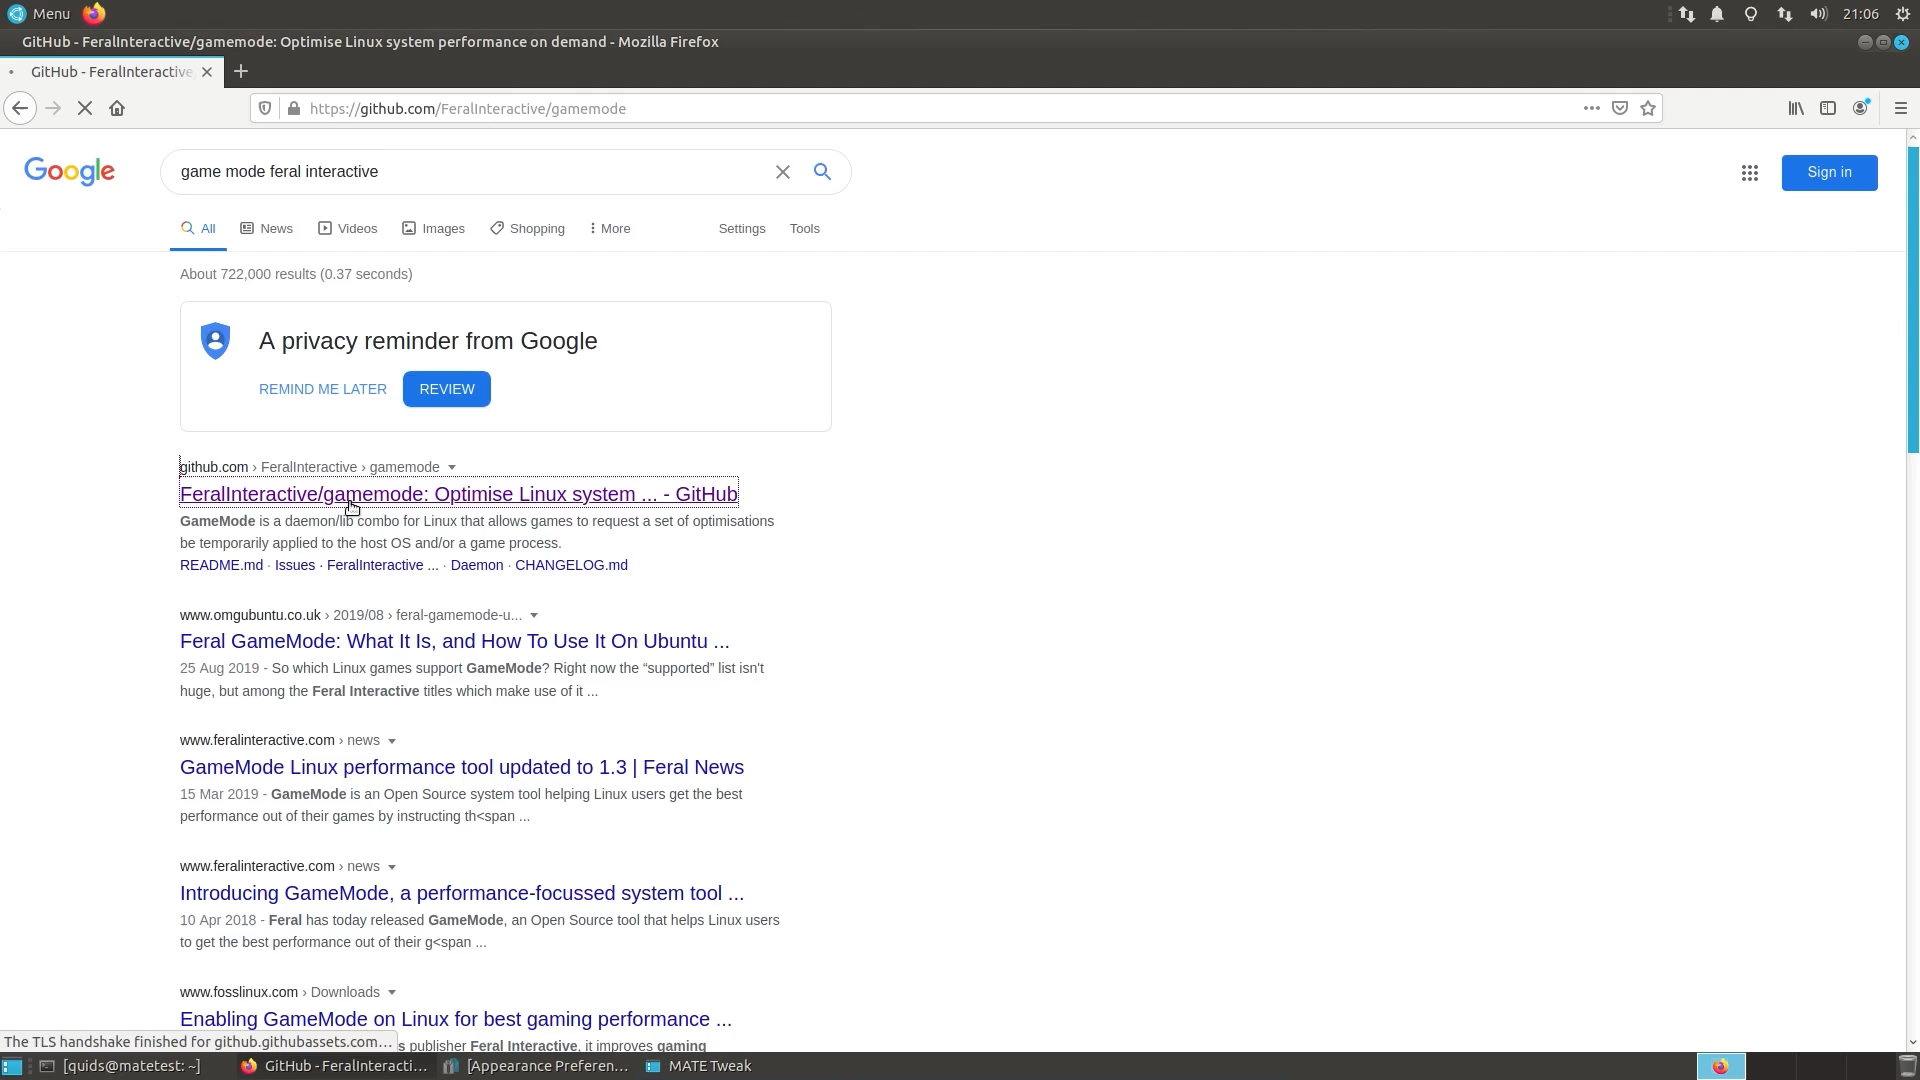 Menu
21:06
GitHub - FeralInteractive/gamemode: Optimise Linux system performance on demand - Mozilla Firefox
GitHub - FeralInteractive
https://github.com/FeralInteractive/gamemode
Google
game mode feral interactive
Sign in
All
News
Videos
Images
Shopping
More
Settings
Tools
About 722,000 results (0.37 seconds)
A privacy reminder from Google
REMIND ME LATER
REVIEW
github.com › FeralInteractive › gamemode
FeralInteractive/gamemode: Optimise Linux system ... - GitHub
GameMode is a daemon/lib combo for Linux that allows games to request a set of optimisations
be temporarily applied to the host OS and/or a game process.
README.md · Issues · FeralInteractive ... · Daemon · CHANGELOG.md
www.omgubuntu.co.uk › 2019/08 › feral-gamemode-u...
Feral GameMode: What It Is, and How To Use It On Ubuntu ...
25 Aug 2019 - So which Linux games support GameMode? Right now the “supported” list isn't
huge, but among the Feral Interactive titles which make use of it ...
www.feralinteractive.com › news
GameMode Linux performance tool updated to 1.3 | Feral News
15 Mar 2019 - GameMode is an Open Source system tool helping Linux users get the best
performance out of their games by instructing th<span ...
www.feralinteractive.com › news
Introducing GameMode, a performance-focussed system tool ...
10 Apr 2018 - Feral has today released GameMode, an Open Source tool that helps Linux users
to get the best performance out of their g<span ...
www.fosslinux.com › Downloads
Enabling GameMode on Linux for best gaming performance ...
The TLS handshake finished for github.githubassets.com…
s publisher Feral Interactive, it improves gaming
[quids@matetest: ~]
GitHub - FeralInteracti…
[Appearance Preferen…
MATE Tweak